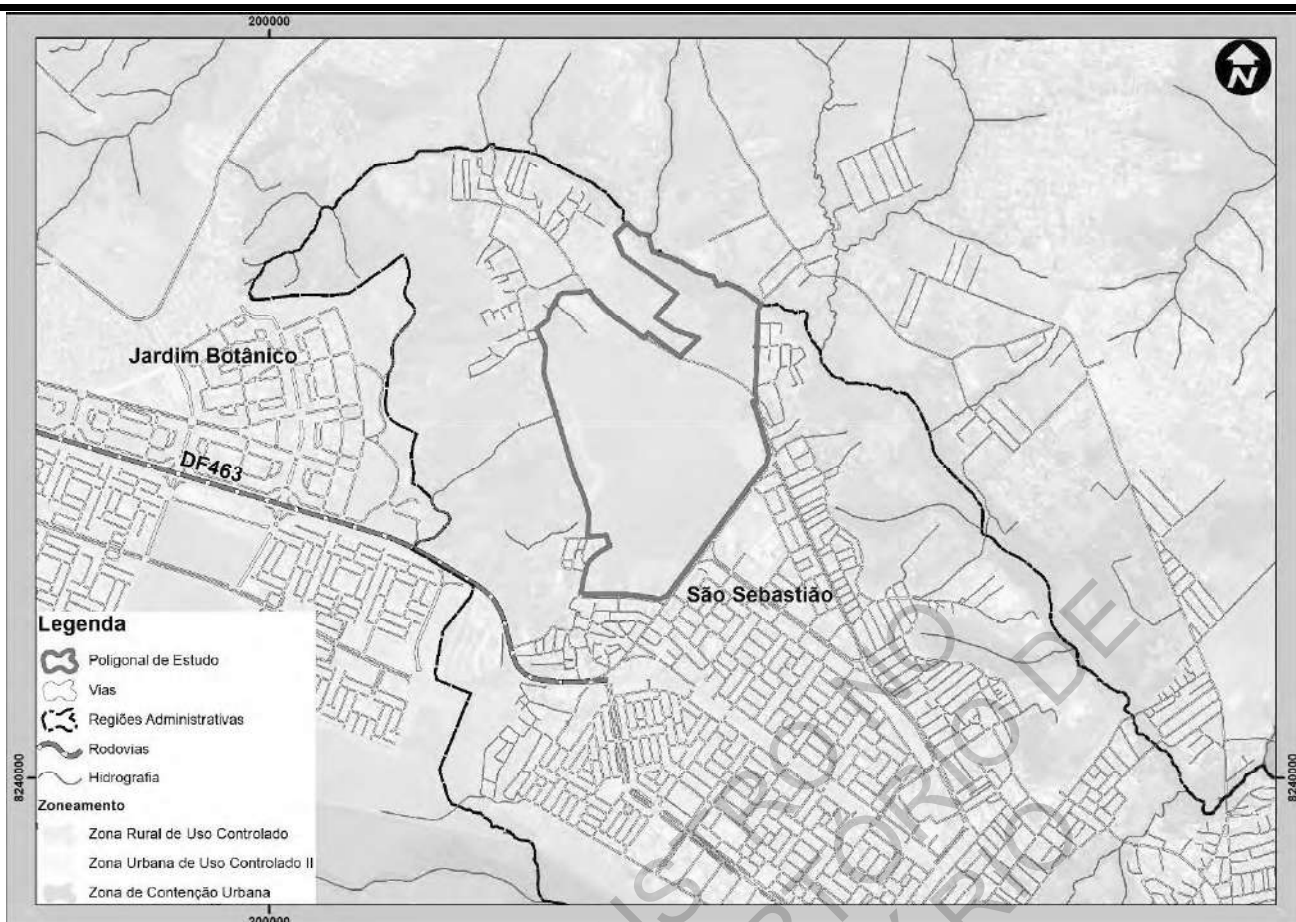 200000
N
Jardim Botânico
DF463
São Sebastião
Legenda
Poligonal de Estudo
Vias
Regiões Administrativas
Rodovias
Hidrografia
Zoneamento
Zona Rural de Uso Controlado
Zona Urbana de Uso Controlado II
Zona de Contenção Urbana
8240000
8240000
200000